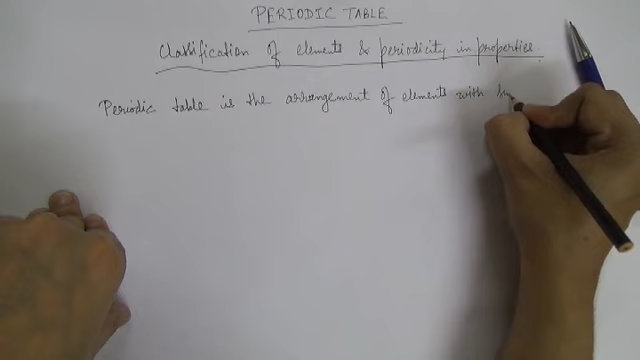 PERIODIC TABLE
Classification of elements & periodicity in properties.
Periodic table is the arrangement of elements with